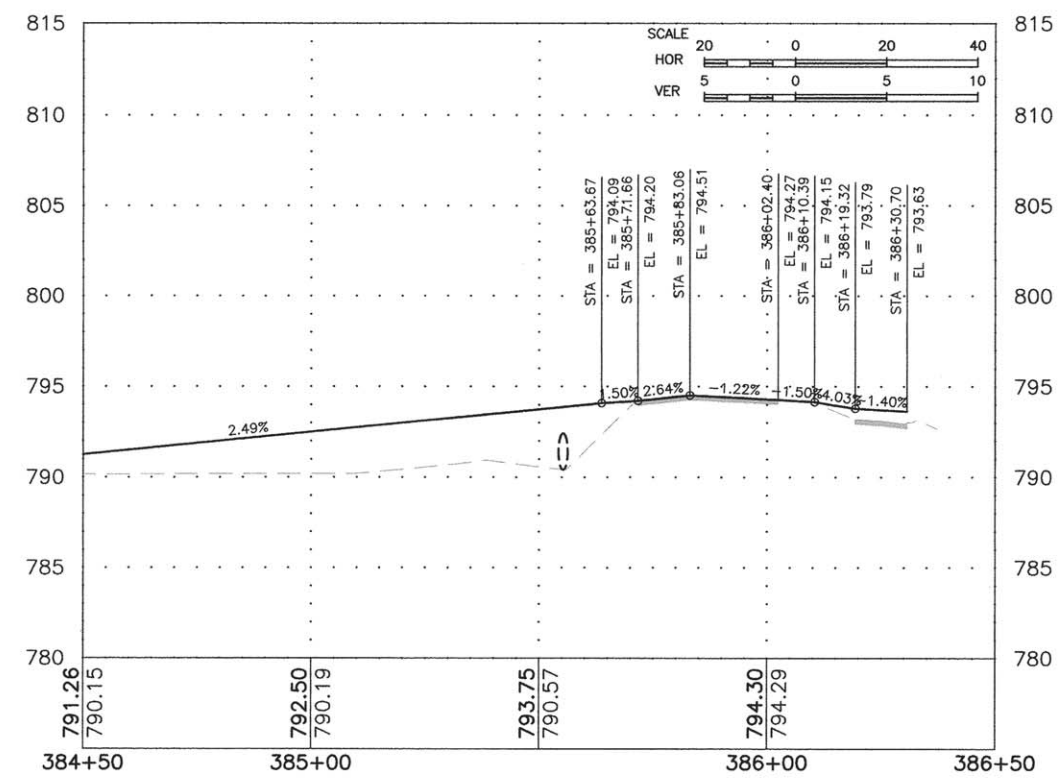 815 815
SCALE
HOR 20 0 20 40
VER 5 0 5 10
810 810
805 805
STA = 385+63.67
EL = 794.09
STA = 385+71.66
EL = 794.20
STA = 385+83.06
EL = 794.51
STA = 386+02.40
EL = 794.27
STA = 386+10.39
EL = 794.15
STA = 386+19.32
EL = 793.79
STA = 386+30.70
EL = 793.63
800 800
795 795
2.49% 1.50% 2.64% -1.22% -1.50% -4.03% -1.40%
790 790
785 785
780 780
791.26
790.15
792.50
790.19
793.75
790.57
794.30
794.29
384+50 385+00 386+00 386+50